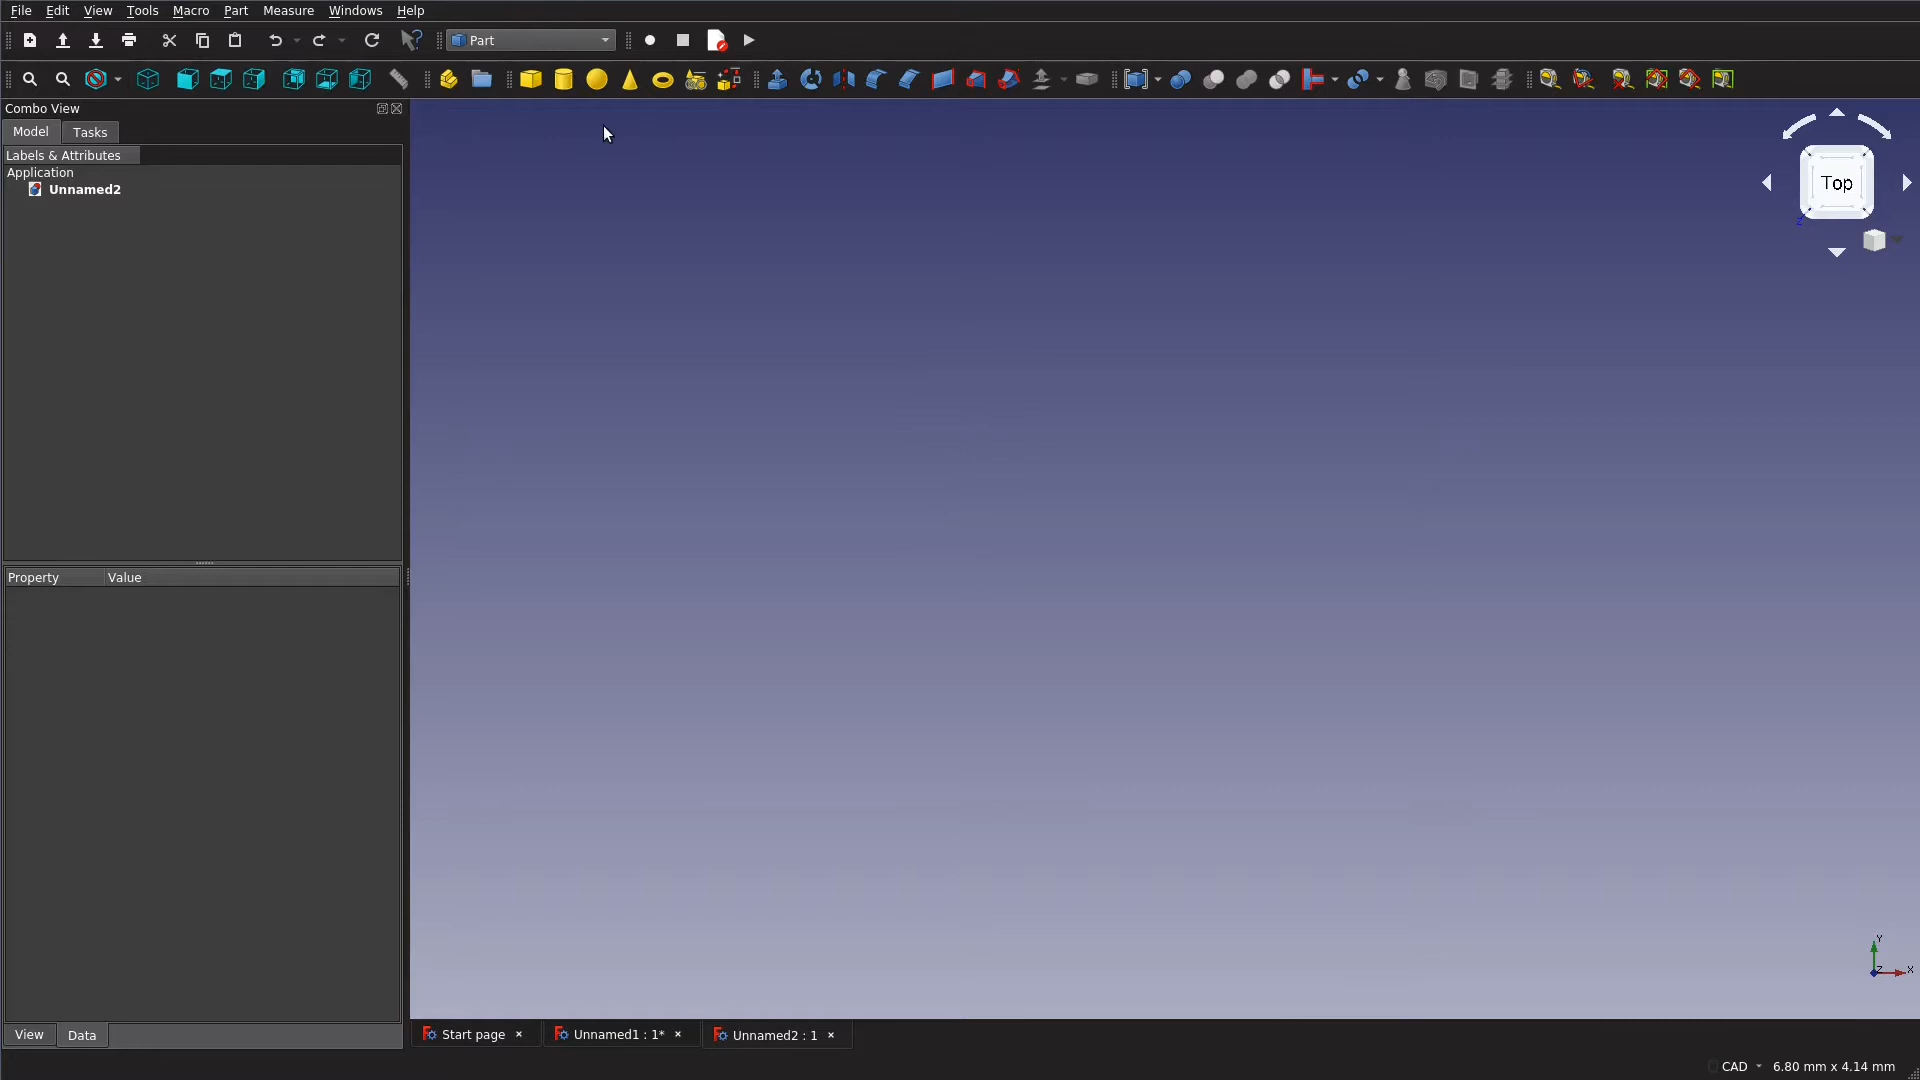 File Edit View Tools Macro Part Measure Windows Help
Part
Combo View
Model Tasks
Labels & Attributes
Application
Unnamed2
Top
Z
Property Value
Y
Z X
View Data
Start page Unnamed1 : 1* Unnamed2 : 1
CAD 6.80 mm x 4.14 mm